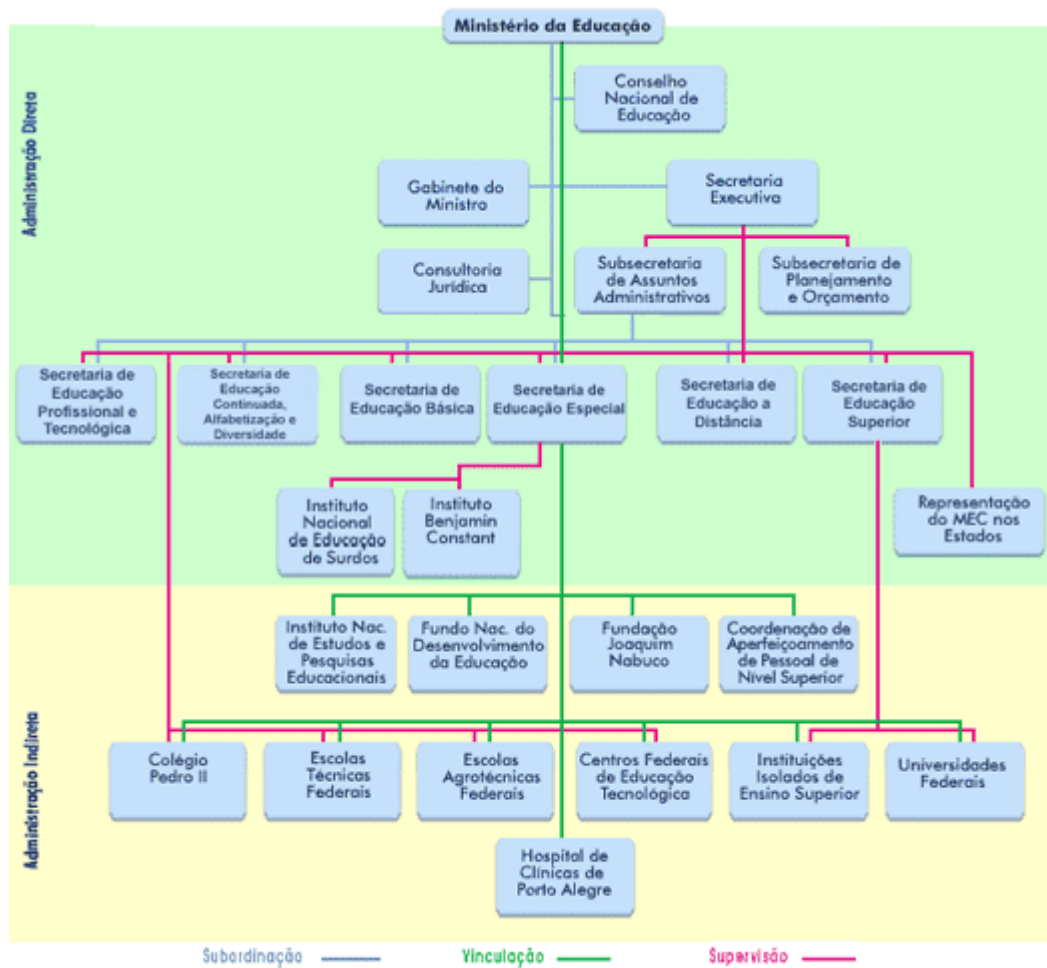 Ministério da Educação
Administração Direta
Conselho
Nacional de
Educação
Gabinete do
Ministro
Secretaria
Executiva
Consultoria
Jurídica
Subsecretaria
de Assuntos
Administrativos
Subsecretaria de
Planejamento
e Orçamento
Secretaria de
Educação
Profissional e
Tecnológica
Secretaria de
Educação
Continuada,
Alfabetização e
Diversidade
Secretaria de
Educação Básica
Secretaria de
Educação Especial
Secretaria de
Educação a
Distância
Secretaria de
Educação
Superior
Instituto
Nacional
de Educação
de Surdos
Instituto
Benjamin
Constant
Representação
do MEC nos
Estados
Administração Indireta
Instituto Nac.
de Estudos e
Pesquisas
Educacionais
Fundo Nac. do
Desenvolvimento
da Educação
Fundação
Joaquim
Nabuco
Coordenação de
Aperfeiçoamento
de Pessoal de
Nível Superior
Colégio
Pedro II
Escolas
Técnicas
Federais
Escolas
Agrotécnicas
Federais
Centros Federais
de Educação
Tecnológica
Instituições
Isolados de
Ensino Superior
Universidades
Federais
Hospital de
Clínicas de
Porto Alegre
Subordinação
Vinculação
Supervisão